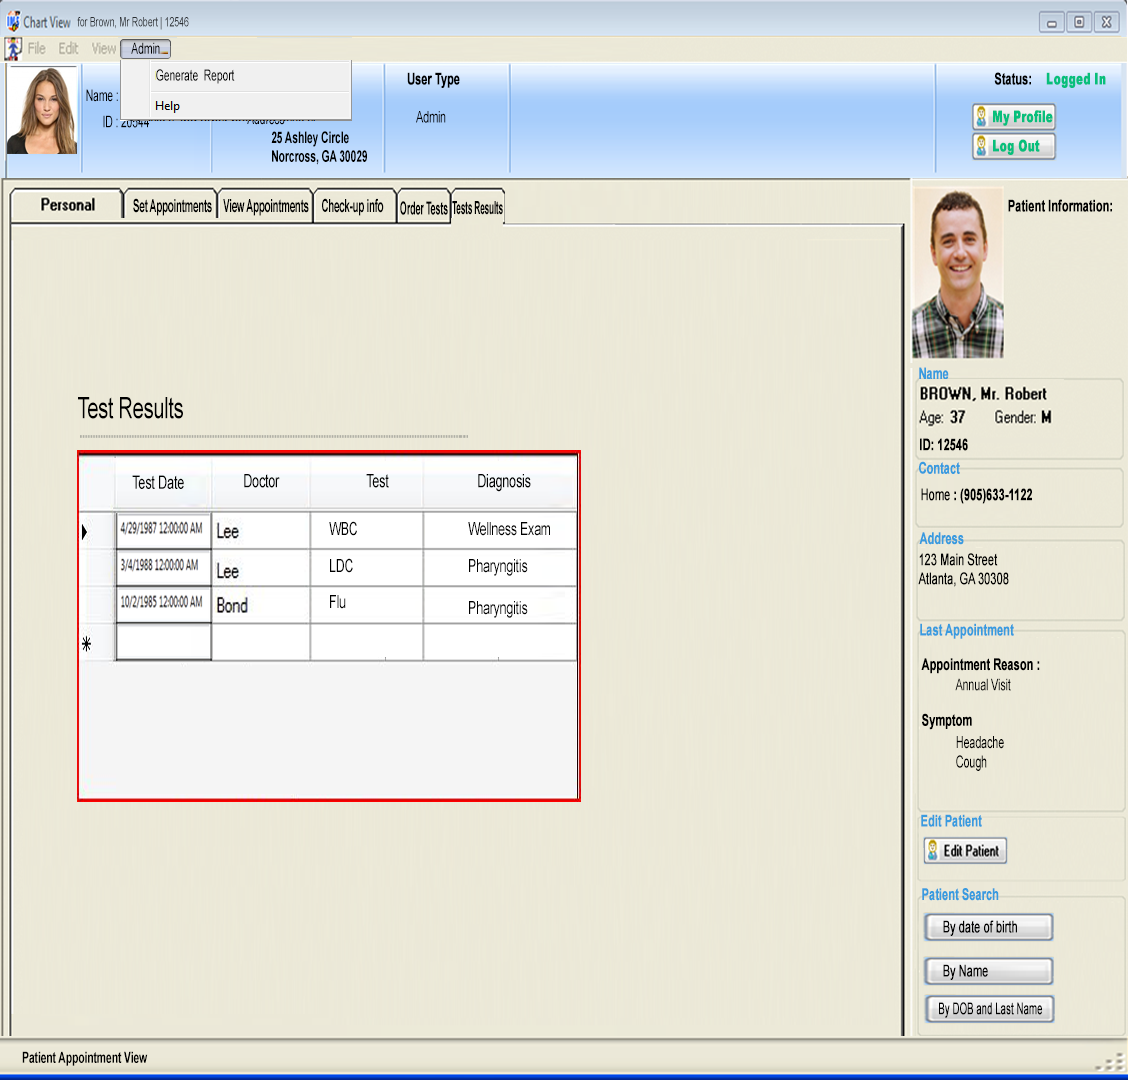 Chart View for Brown, Mr Robert | 12546
File Edit View Admin
Generate Report
Help
Name :
ID : 20544
25 Ashley Circle
Norcross, GA 30029
User Type
Admin
Status: Logged In
My Profile
Log Out
Personal
Set Appointments
View Appointments
Check-up info
Order Tests
Tests Results
Patient Information:
Test Results
Test Date Doctor Test Diagnosis
4/29/1987 12:00:00 AM Lee WBC Wellness Exam
3/4/1988 12:00:00 AM Lee LDC Pharyngitis
10/2/1985 12:00:00 AM Bond Flu Pharyngitis
*
Name
BROWN, Mr. Robert
Age: 37 Gender: M
ID: 12546
Contact
Home : (905)633-1122
Address
123 Main Street
Atlanta, GA 30308
Last Appointment
Appointment Reason :
Annual Visit
Symptom
Headache
Cough
Edit Patient
Edit Patient
Patient Search
By date of birth
By Name
By DOB and Last Name
Patient Appointment View